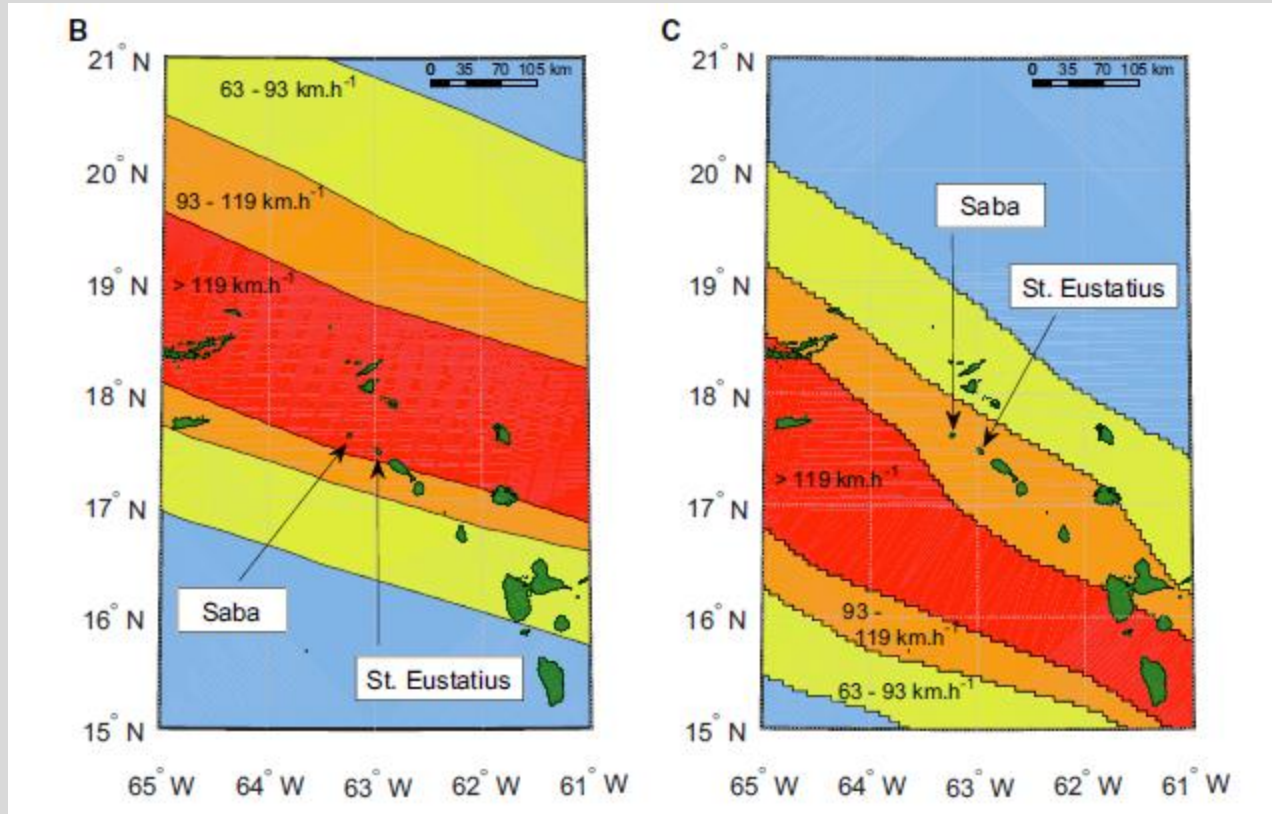 B
21° N
20° N
19° N
18° N
17° N
16° N
15° N
65° W 64° W 63° W 62° W 61° W
0 35 70 105 km
63 - 93 km.h-1
93 - 119 km.h-1
> 119 km.h-1
Saba
St. Eustatius
C
21° N
20° N
19° N
18° N
17° N
16° N
15° N
65° W 64° W 63° W 62° W 61° W
0 35 70 105 km
Saba
St. Eustatius
> 119 km.h-1
93 -
119 km.h-1
63 - 93 km.h-1